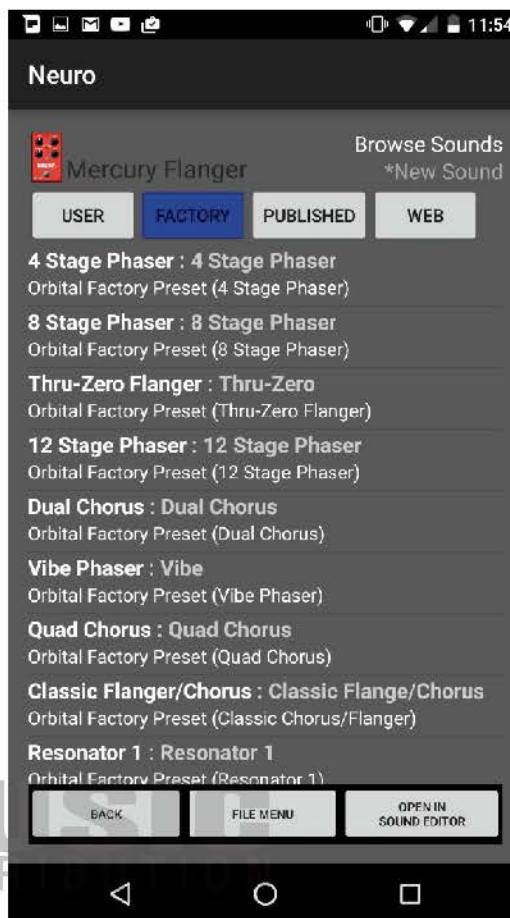 11:54
Neuro
Browse Sounds
Mercury Flanger
*New Sound
USER FACTORY PUBLISHED WEB
4 Stage Phaser : 4 Stage Phaser
Orbital Factory Preset (4 Stage Phaser)
8 Stage Phaser : 8 Stage Phaser
Orbital Factory Preset (8 Stage Phaser)
Thru-Zero Flanger : Thru-Zero
Orbital Factory Preset (Thru-Zero Flanger)
12 Stage Phaser : 12 Stage Phaser
Orbital Factory Preset (12 Stage Phaser)
Dual Chorus : Dual Chorus
Orbital Factory Preset (Dual Chorus)
Vibe Phaser : Vibe
Orbital Factory Preset (Vibe Phaser)
Quad Chorus : Quad Chorus
Orbital Factory Preset (Quad Chorus)
Classic Flanger/Chorus : Classic Flange/Chorus
Orbital Factory Preset (Classic Chorus/Flanger)
Resonator 1 : Resonator 1
Orbital Factory Preset (Resonator 1)
BACK FILE MENU OPEN IN
SOUND EDITOR